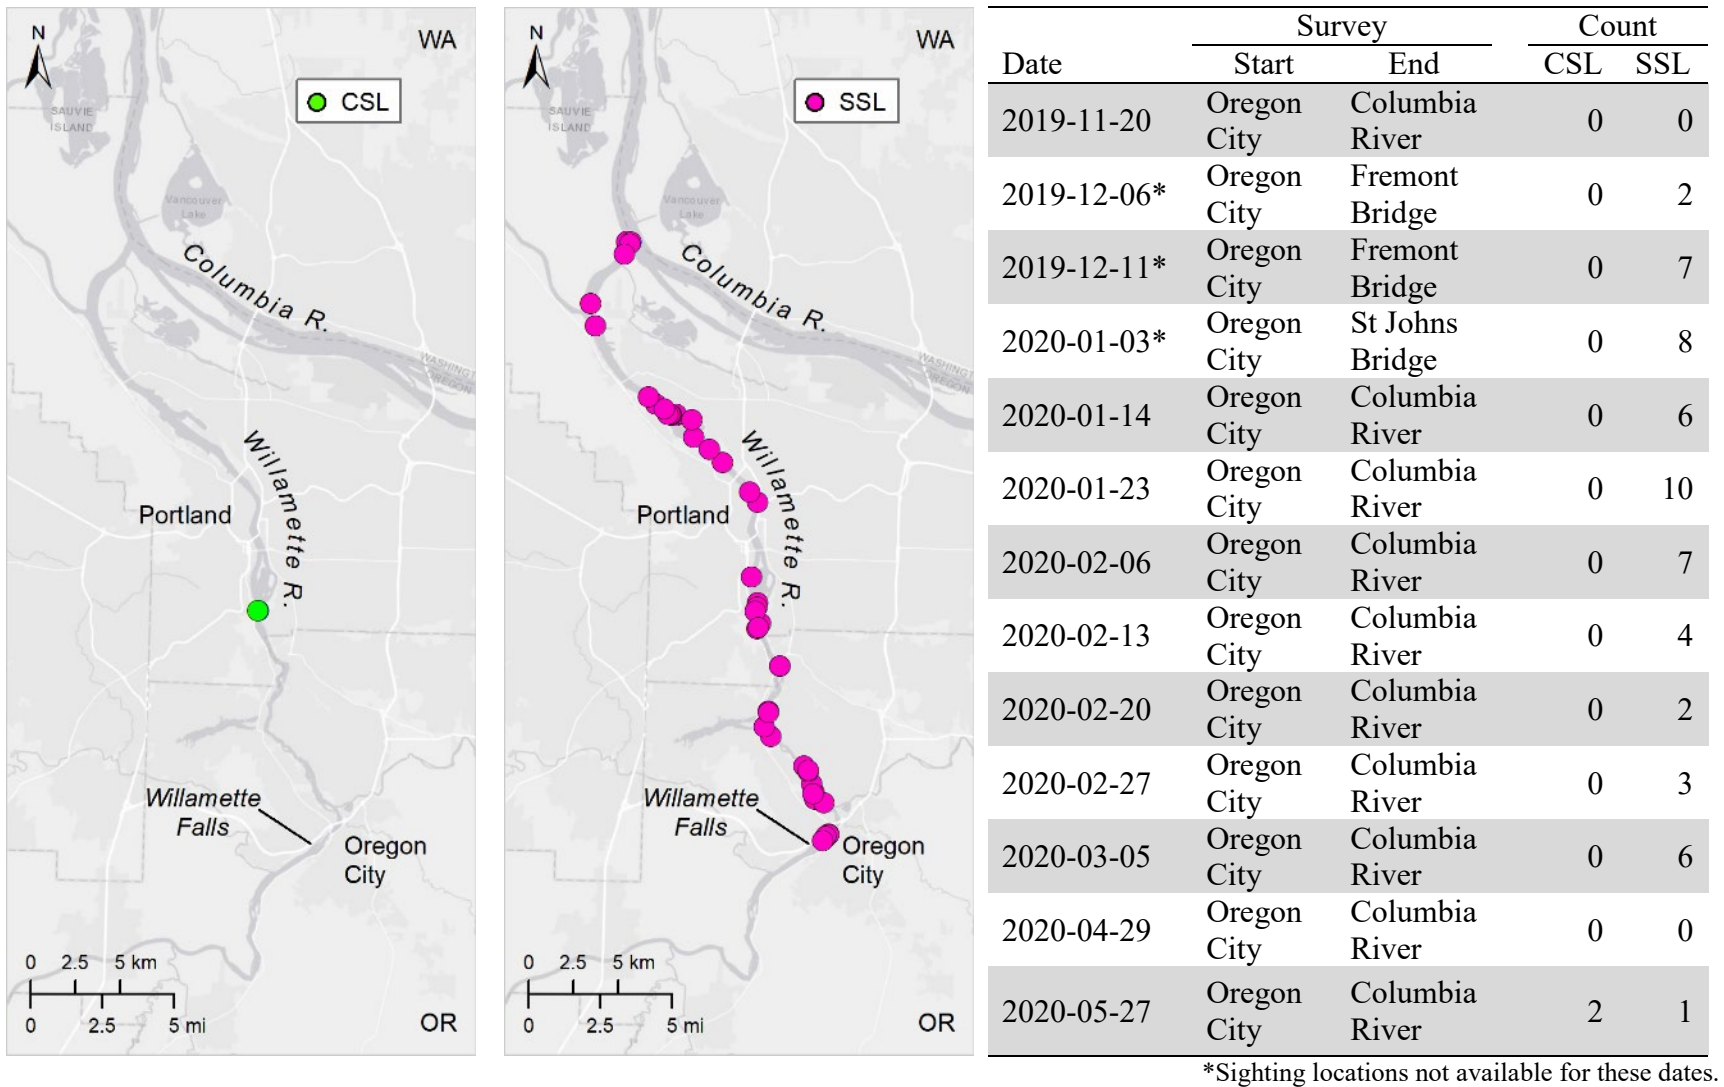 N
WA
CSL
SAUVIE
ISLAND
Vancouver
Lake
Columbia R.
WASHINGT
OREGON
Willamette R.
Portland
Willamette
Falls
Oregon
City
0 2.5 5 km
0 2.5 5 mi
OR
N
WA
SSL
SAUVIE
ISLAND
Vancouver
Lake
Columbia R.
WASHINGT
OREGON
Willamette R.
Portland
Willamette
Falls
Oregon
City
0 2.5 5 km
0 2.5 5 mi
OR
Survey Count
Date Start End CSL SSL
2019-11-20 Oregon City Columbia River 0 0
2019-12-06* Oregon City Fremont Bridge 0 2
2019-12-11* Oregon City Fremont Bridge 0 7
2020-01-03* Oregon City St Johns Bridge 0 8
2020-01-14 Oregon City Columbia River 0 6
2020-01-23 Oregon City Columbia River 0 10
2020-02-06 Oregon City Columbia River 0 7
2020-02-13 Oregon City Columbia River 0 4
2020-02-20 Oregon City Columbia River 0 2
2020-02-27 Oregon City Columbia River 0 3
2020-03-05 Oregon City Columbia River 0 6
2020-04-29 Oregon City Columbia River 0 0
2020-05-27 Oregon City Columbia River 2 1
*Sighting locations not available for these dates.